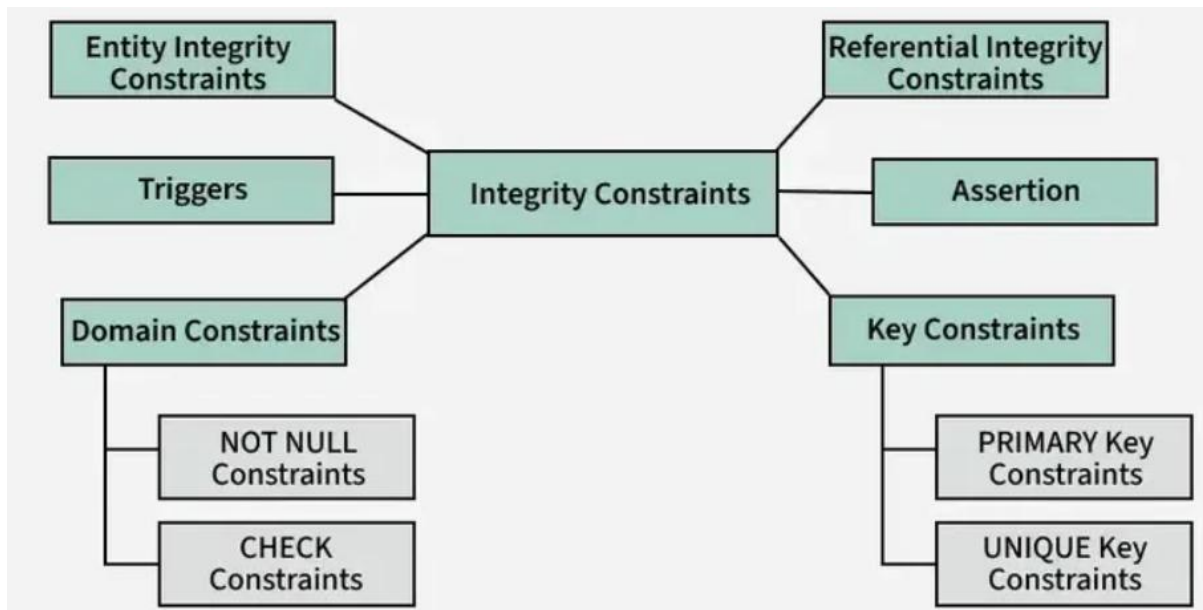 Entity Integrity
Constraints
Referential Integrity
Constraints
Triggers
Integrity Constraints
Assertion
Domain Constraints
Key Constraints
NOT NULL
Constraints
PRIMARY Key
Constraints
CHECK
Constraints
UNIQUE Key
Constraints